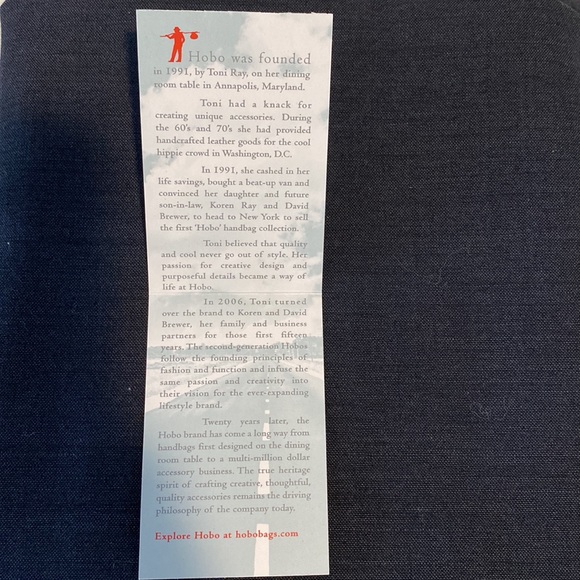 Hobo was founded
in 1991, by Toni Ray, on her dining
room table in Annapolis, Maryland.
Toni had a knack for
creating unique accessories. During
the 60's and 70's she had provided
handcrafted leather goods for the cool
hippie crowd in Washington, D.C.
In 1991, she cashed in her
life savings, bought a beat-up van and
convinced her daughter and future
son-in-law, Koren Ray and David
Brewer, to head to New York to sell
the first 'Hobo' handbag collection.
Toni believed that quality
and cool never go out of style. Her
passion for creative design and
purposeful details became a way of
life at Hobo.
In 2006, Toni turned
over the brand to Koren and David
Brewer, her family and business
partners for those first fifteen
years. The second-generation Hobos
follow the founding principles of
fashion and function and infuse the
same passion and creativity into
their vision for the ever-expanding
lifestyle brand.
Twenty years later, the
Hobo brand has come a long way from
handbags first designed on the dining
room table to a multi-million dollar
accessory business. The true heritage
spirit of crafting creative, thoughtful,
quality accessories remains the driving
philosophy of the company today.
Explore Hobo at hobobags.com